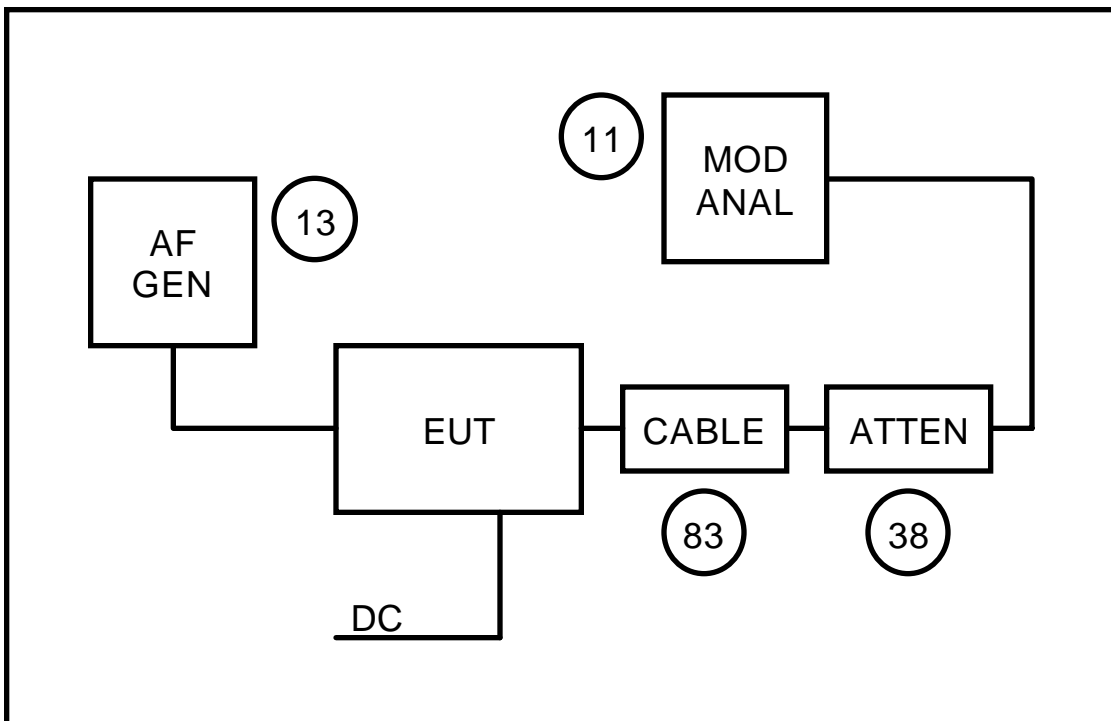 11
MOD
ANAL
13
AF
GEN
EUT
CABLE
ATTEN
83
38
DC